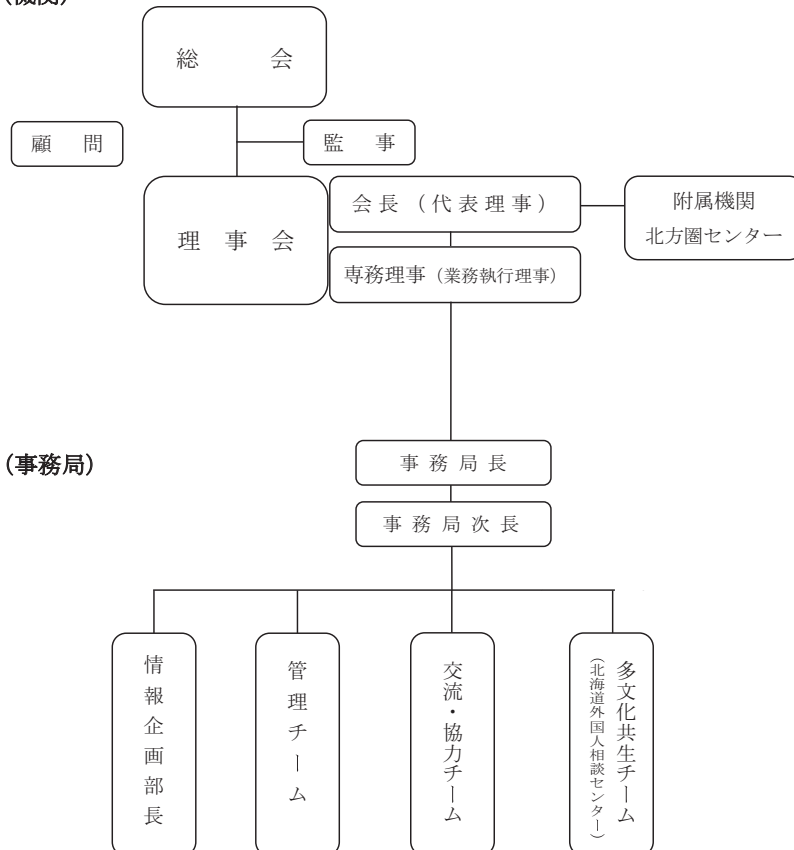 (機関)
総　会
顧　問
監　事
理 事 会
会 長 （ 代 表 理 事 ）
附属機関
北方圏センター
専務理事（業務執行理事）
(事務局)
事 務 局 長
事 務 局 次 長
情報企画部長
管理チーム
交流・協力チーム
多文化共生チーム
（北海道外国人相談センター）